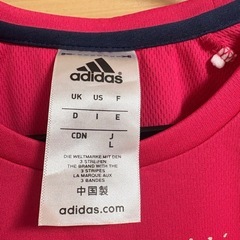 adidas
UK US F
D I E
CDN J L
DIE WELTMARKE MIT DEN
3 STREIFEN
THE BRAND WITH THE
3 STRIPES
LA MARQUE AUX
3 BANDES
中国製
adidas.com